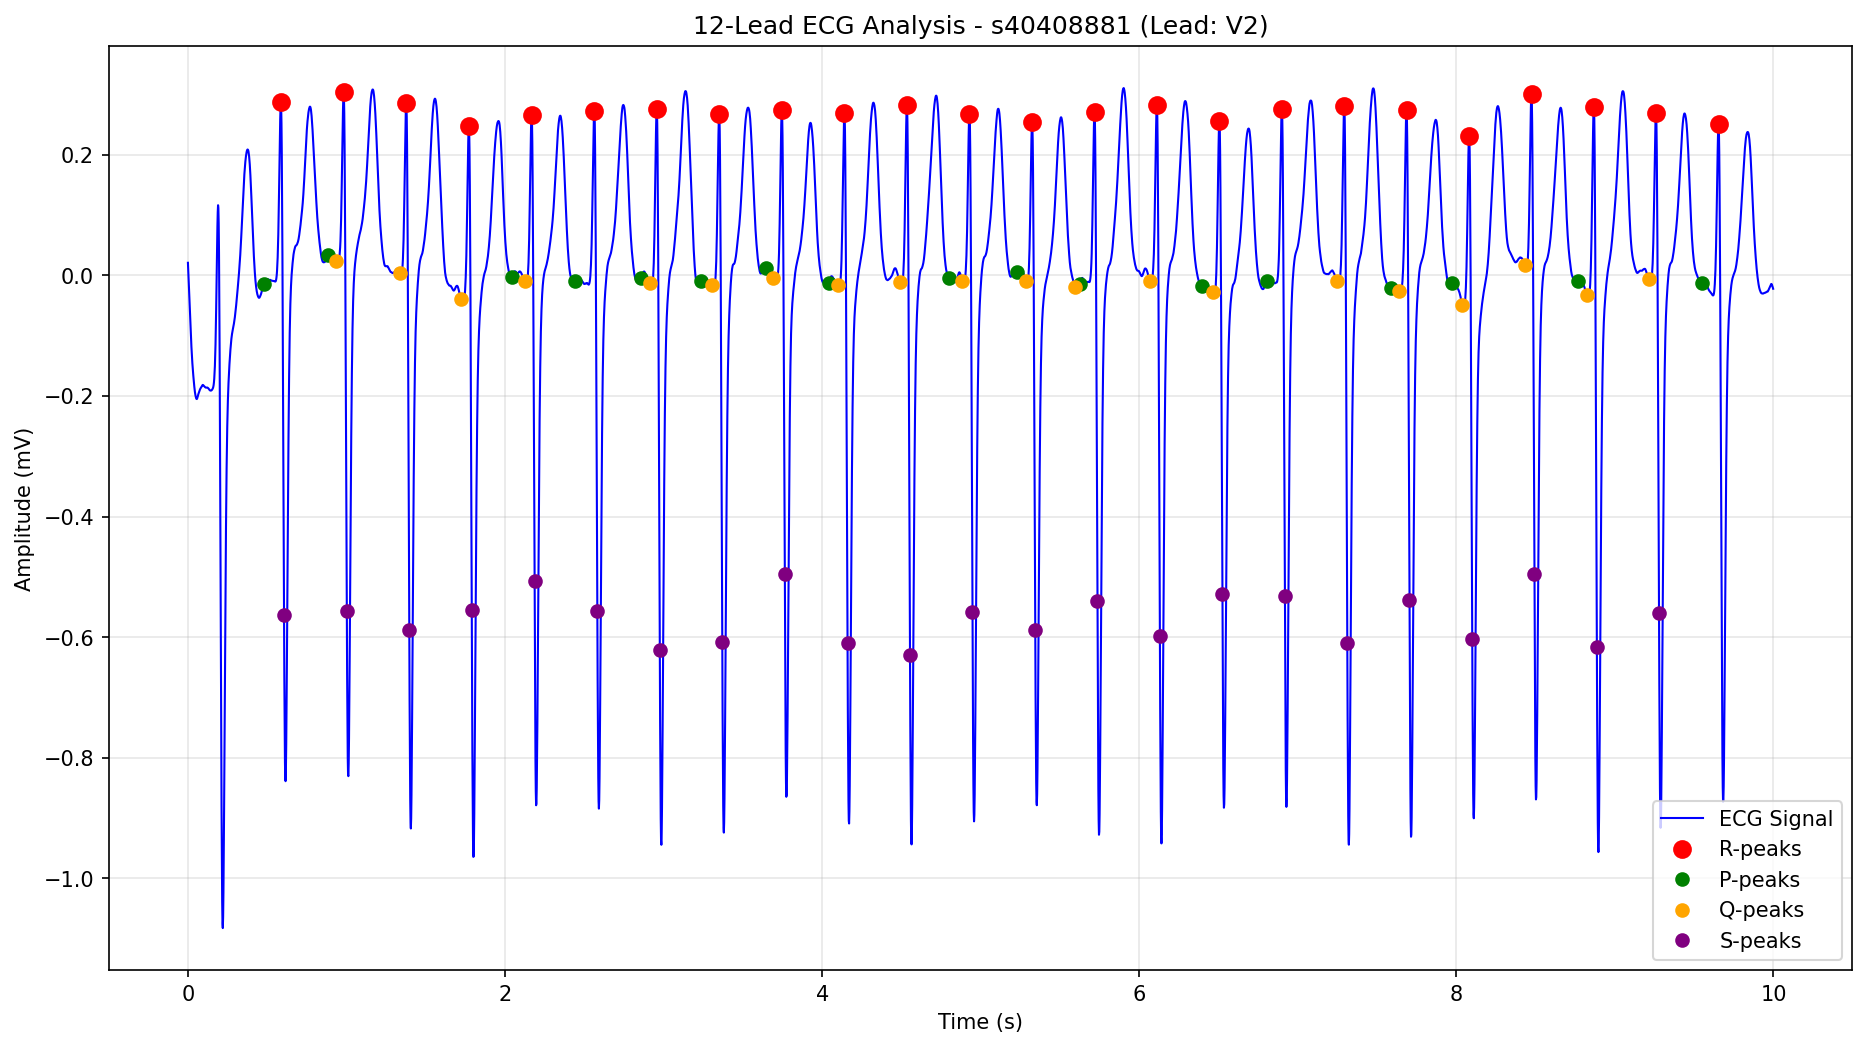 12-Lead ECG Analysis - s40408881 (Lead: V2)
Amplitude (mV)
0.2
0.0
−0.2
−0.4
−0.6
−0.8
−1.0
ECG Signal
R-peaks
P-peaks
Q-peaks
S-peaks
0 2 4 6 8 10
Time (s)